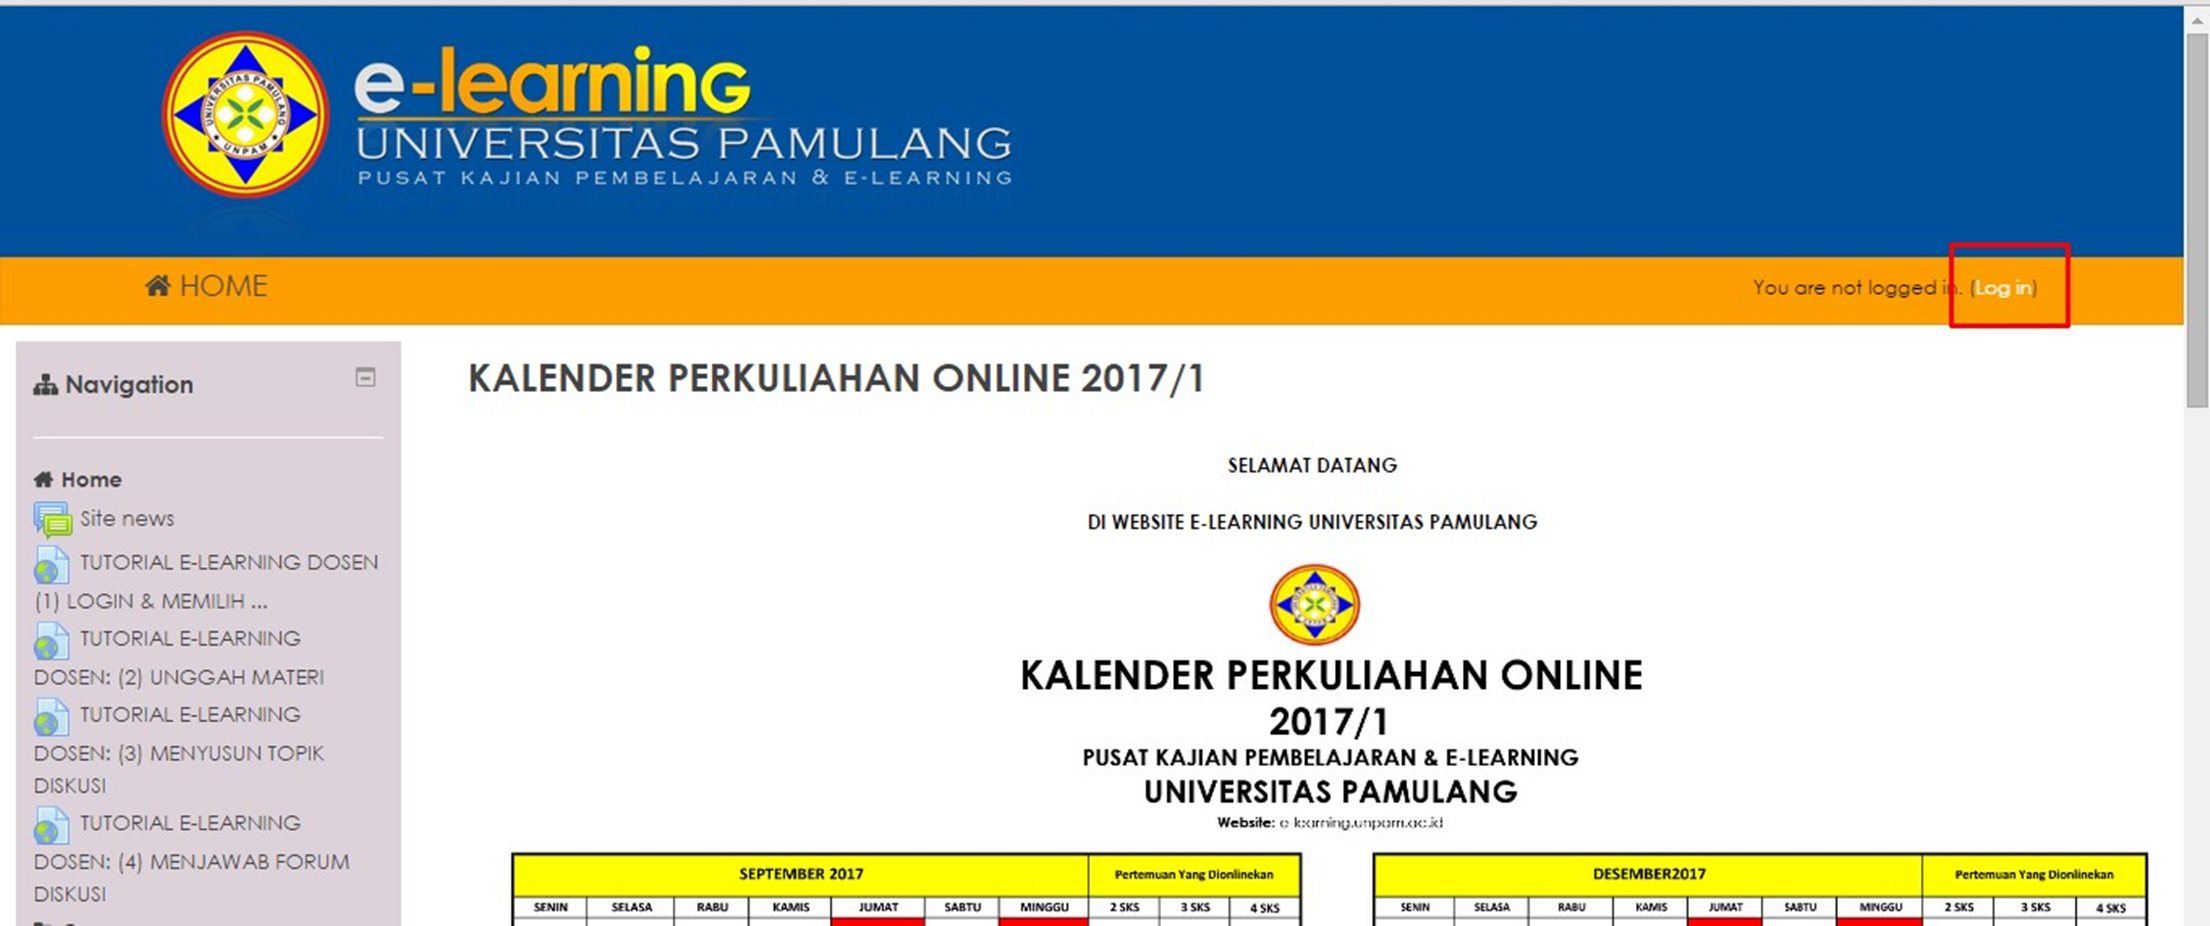 UNIVERSITAS PAMULANG
UNPAM
e-learning
UNIVERSITAS PAMULANG
PUSAT KAJIAN PEMBELAJARAN & E-LEARNING
HOME
You are not logged in. (Log in)
Navigation
Home
Site news
TUTORIAL E-LEARNING DOSEN
(1) LOGIN & MEMILIH ...
TUTORIAL E-LEARNING
DOSEN: (2) UNGGAH MATERI
TUTORIAL E-LEARNING
DOSEN: (3) MENYUSUN TOPIK
DISKUSI
TUTORIAL E-LEARNING
DOSEN: (4) MENJAWAB FORUM
DISKUSI
KALENDER PERKULIAHAN ONLINE 2017/1
SELAMAT DATANG
DI WEBSITE E-LEARNING UNIVERSITAS PAMULANG
KALENDER PERKULIAHAN ONLINE
2017/1
PUSAT KAJIAN PEMBELAJARAN & E-LEARNING
UNIVERSITAS PAMULANG
Website: e-learning.unpam.ac.id
SEPTEMBER 2017 Pertemuan Yang Dionlinekan
SENIN SELASA RABU KAMIS JUMAT SABTU MINGGU 2 SKS 3 SKS 4 SKS
DESEMBER2017 Pertemuan Yang Dionlinekan
SENIN SELASA RABU KAMIS JUMAT SABTU MINGGU 2 SKS 3 SKS 4 SKS